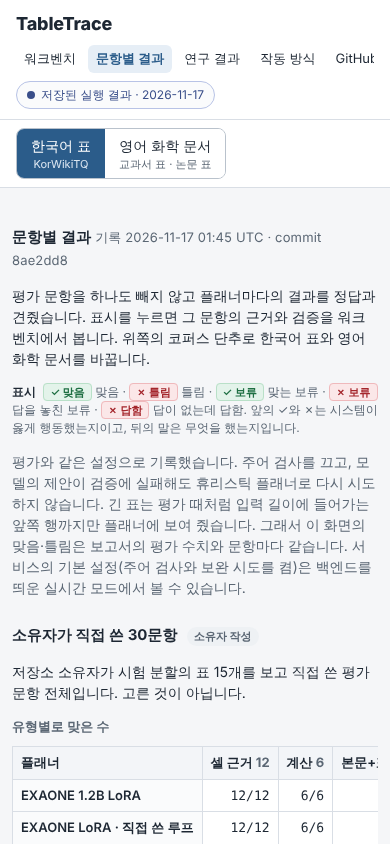 TableTrace
워크벤치 문항별 결과 연구 결과 작동 방식 GitHub
저장된 실행 결과 · 2026-11-17
한국어 표 영어 화학 문서
KorWikiTQ 교과서 표 · 논문 표
문항별 결과 기록 2026-11-17 01:45 UTC · commit
8ae2dd8
평가 문항을 하나도 빼지 않고 플래너마다의 결과를 정답과
견줬습니다. 표시를 누르면 그 문항의 근거와 검증을 워크
벤치에서 봅니다. 위쪽의 코퍼스 단추로 한국어 표와 영어
화학 문서를 바꿉니다.
표시 ✓ 맞음 맞음 · × 틀림 틀림 · ✓ 보류 맞는 보류 · × 보류
답을 놓친 보류 · × 답함 답이 없는데 답함. 앞의 ✓와 ×는 시스템이
옳게 행동했는지이고, 뒤의 말은 무엇을 했는지입니다.
평가와 같은 설정으로 기록했습니다. 주어 검사를 끄고, 모
델의 제안이 검증에 실패해도 휴리스틱 플래너로 다시 시도
하지 않습니다. 긴 표는 평가 때처럼 입력 길이에 들어가는
앞쪽 행까지만 플래너에 보여 줬습니다. 그래서 이 화면의
맞음·틀림은 보고서의 평가 수치와 문항마다 같습니다. 서
비스의 기본 설정(주어 검사와 보완 시도를 켬)은 백엔드를
띄운 실시간 모드에서 볼 수 있습니다.
소유자가 직접 쓴 30문항 소유자 작성
저장소 소유자가 시험 분할의 표 15개를 보고 직접 쓴 평가
문항 전체입니다. 고른 것이 아닙니다.
유형별로 맞은 수
플래너 셀 근거 12 계산 6 본문+
EXAONE 1.2B LoRA 12/12 6/6
EXAONE LoRA · 직접 쓴 루프 12/12 6/6